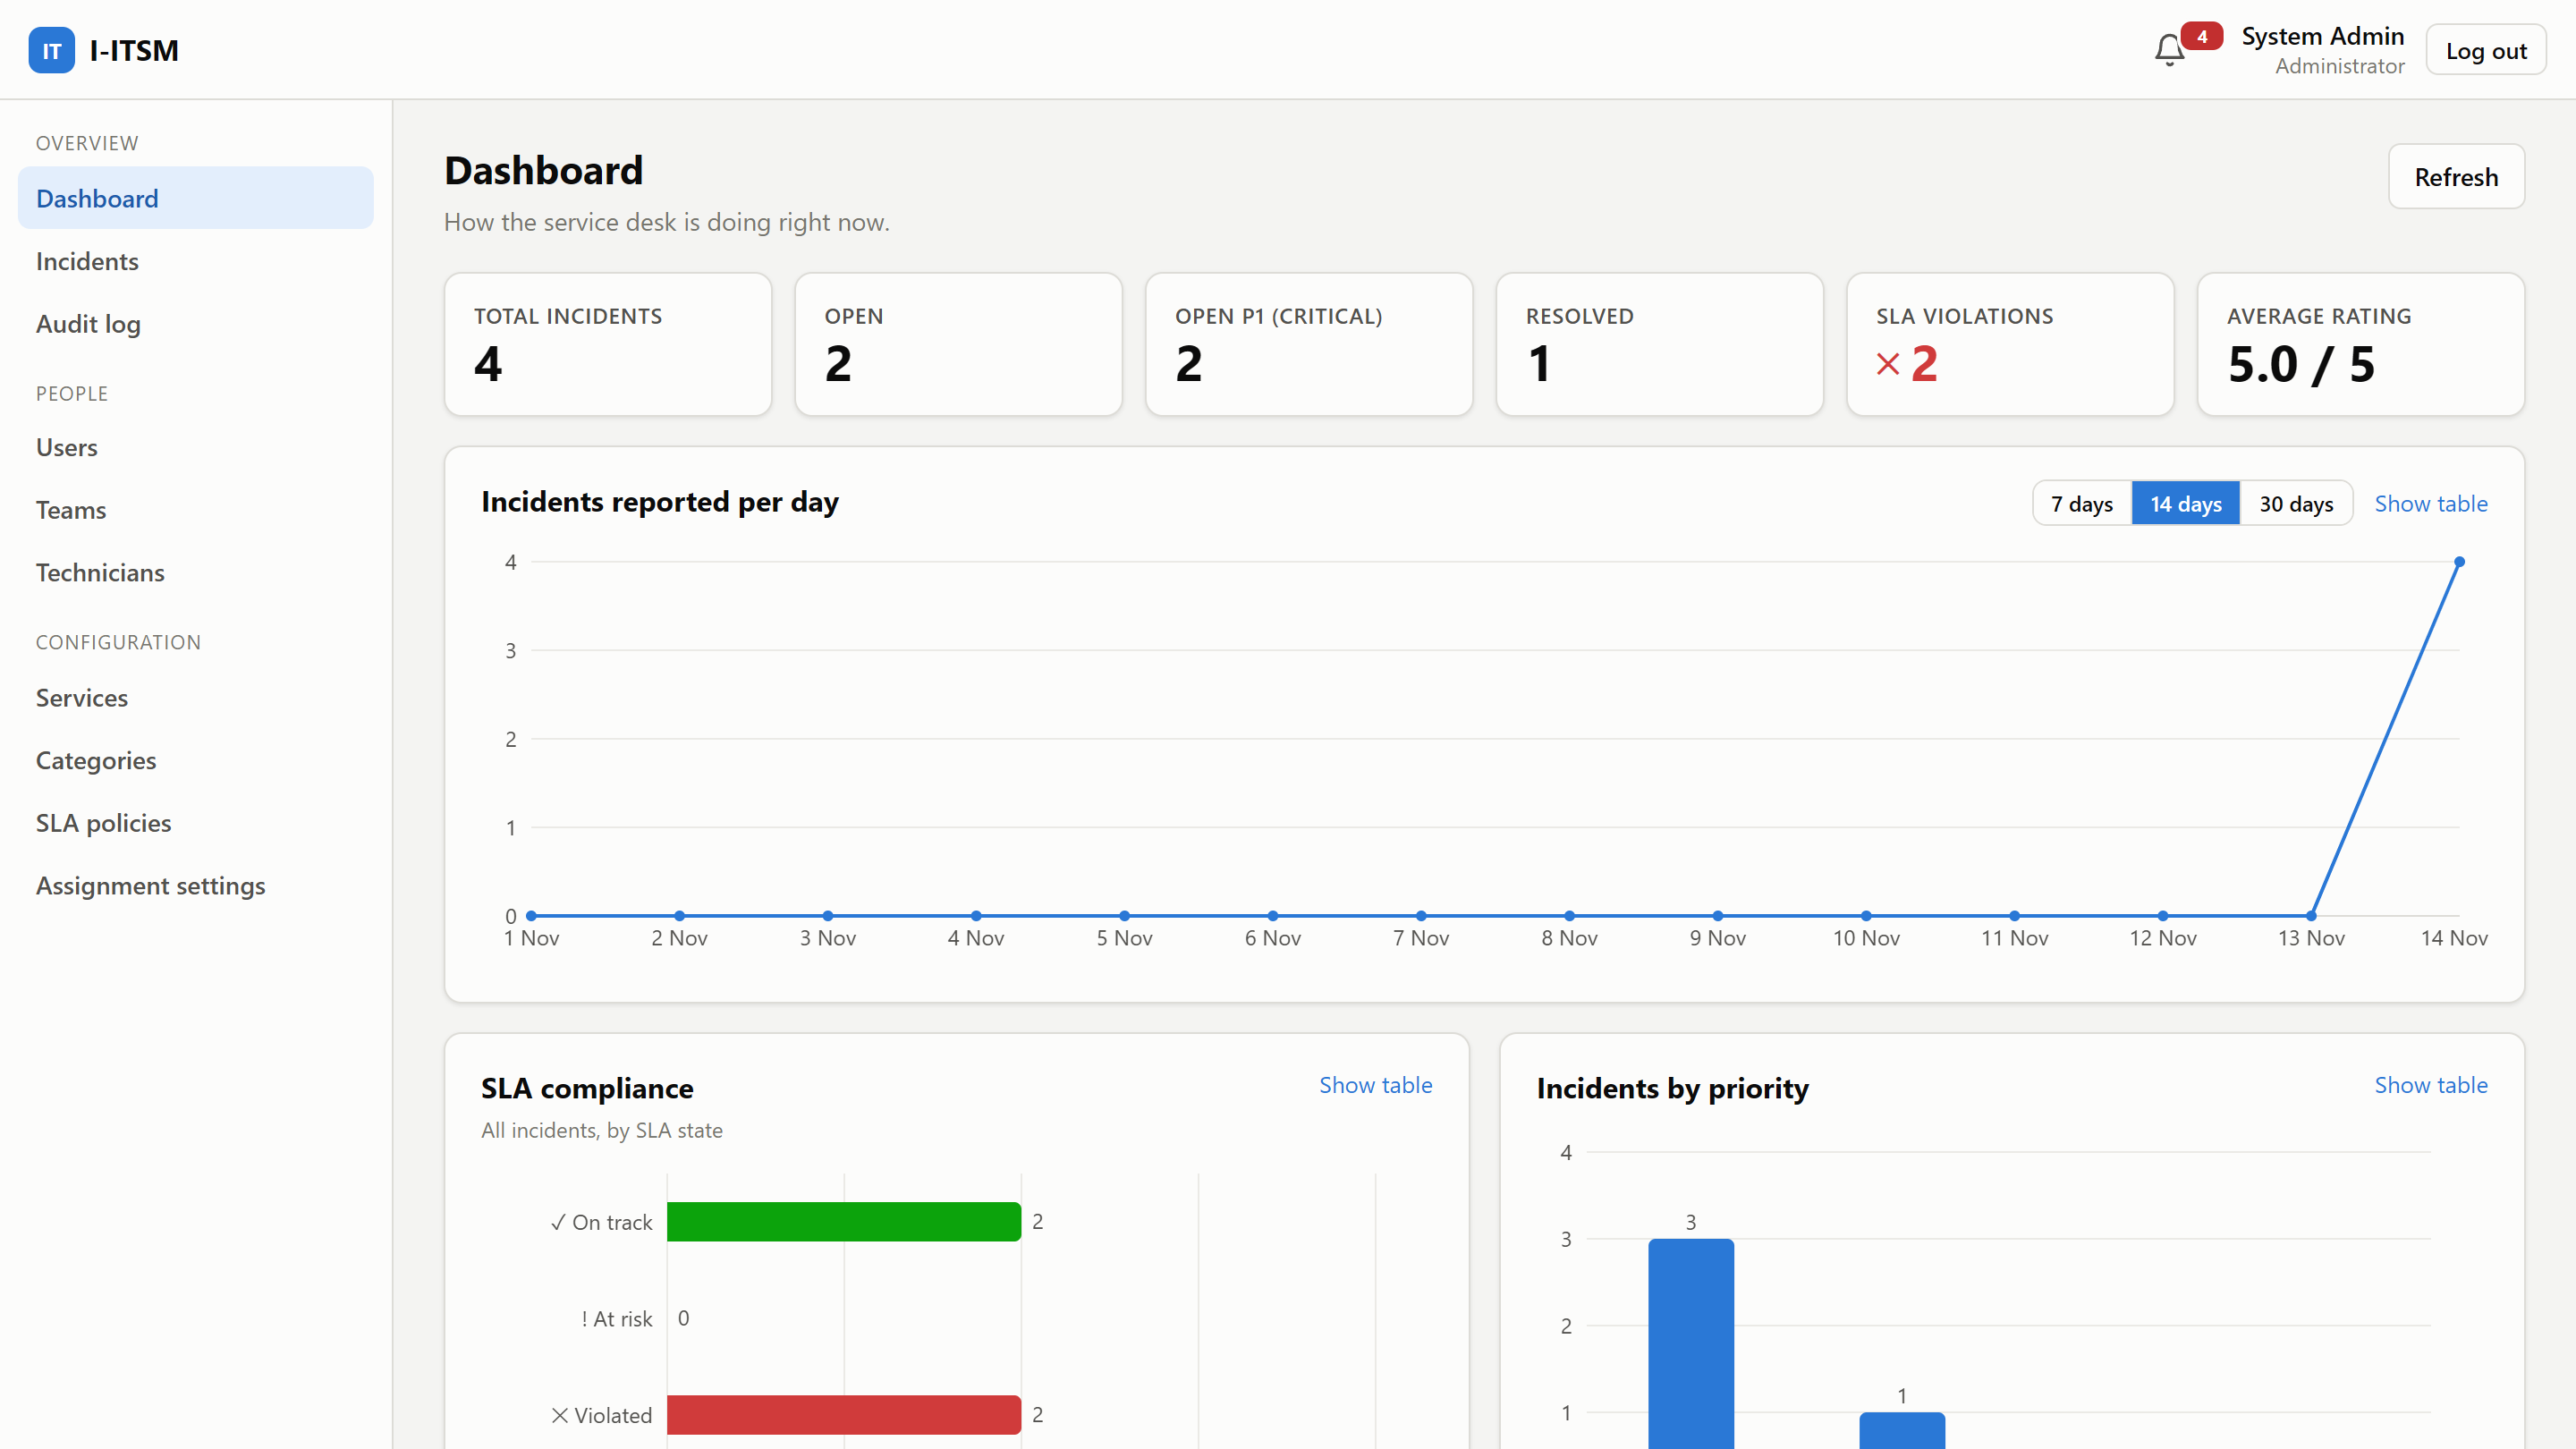 IT I-ITSM
4
System Admin
Administrator
Log out
OVERVIEW
Dashboard
Incidents
Audit log
PEOPLE
Users
Teams
Technicians
CONFIGURATION
Services
Categories
SLA policies
Assignment settings
Dashboard
How the service desk is doing right now.
Refresh
TOTAL INCIDENTS
4
OPEN
2
OPEN P1 (CRITICAL)
2
RESOLVED
1
SLA VIOLATIONS
× 2
AVERAGE RATING
5.0 / 5
Incidents reported per day
7 days 14 days 30 days Show table
4
3
2
1
0
1 Nov 2 Nov 3 Nov 4 Nov 5 Nov 6 Nov 7 Nov 8 Nov 9 Nov 10 Nov 11 Nov 12 Nov 13 Nov 14 Nov
SLA compliance
Show table
All incidents, by SLA state
✓ On track 2
! At risk 0
× Violated 2
Incidents by priority
Show table
4
3
2
1
3
1